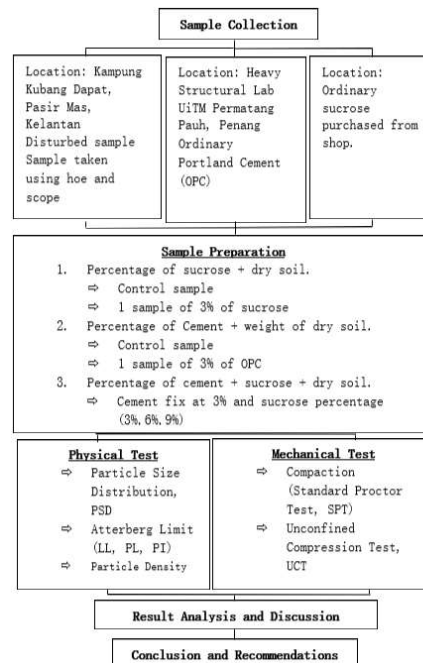 Sample Collection
Location: Kampung
Kubang Dapat,
Pasir Mas,
Kelantan
Disturbed sample
Sample taken
using hoe and
scope
Location: Heavy
Structural Lab
UiTM Permatang
Pauh, Penang
Ordinary
Portland Cement
(OPC)
Location:
Ordinary
sucrose
purchased from
shop.
Sample Preparation
1. Percentage of sucrose + dry soil.
⇨ Control sample
⇨ 1 sample of 3% of sucrose
2. Percentage of Cement + weight of dry soil.
⇨ Control sample
⇨ 1 sample of 3% of OPC
3. Percentage of cement + sucrose + dry soil.
⇨ Cement fix at 3% and sucrose percentage
(3%,6%.9%)
Physical Test
⇨ Particle Size
Distribution,
PSD
⇨ Atterberg Limit
(LL, PL, PI)
⇨ Particle Density
Mechanical Test
⇨ Compaction
(Standard Proctor
Test, SPT)
⇨ Unconfined
Compression Test,
UCT
Result Analysis and Discussion
Conclusion and Recommendations